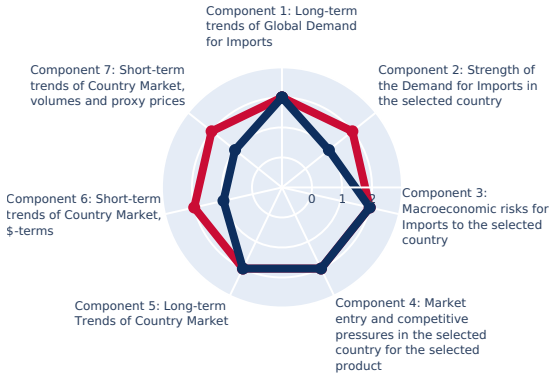 Component 1: Long-term
trends of Global Demand
for Imports
Component 2: Strength of
the Demand for Imports in
the selected country
Component 3:
Macroeconomic risks for
Imports to the selected
country
Component 4: Market
entry and competitive
pressures in the selected
country for the selected
product
Component 5: Long-term
Trends of Country Market
Component 6: Short-term
trends of Country Market,
$-terms
Component 7: Short-term
trends of Country Market,
volumes and proxy prices
0 1 2